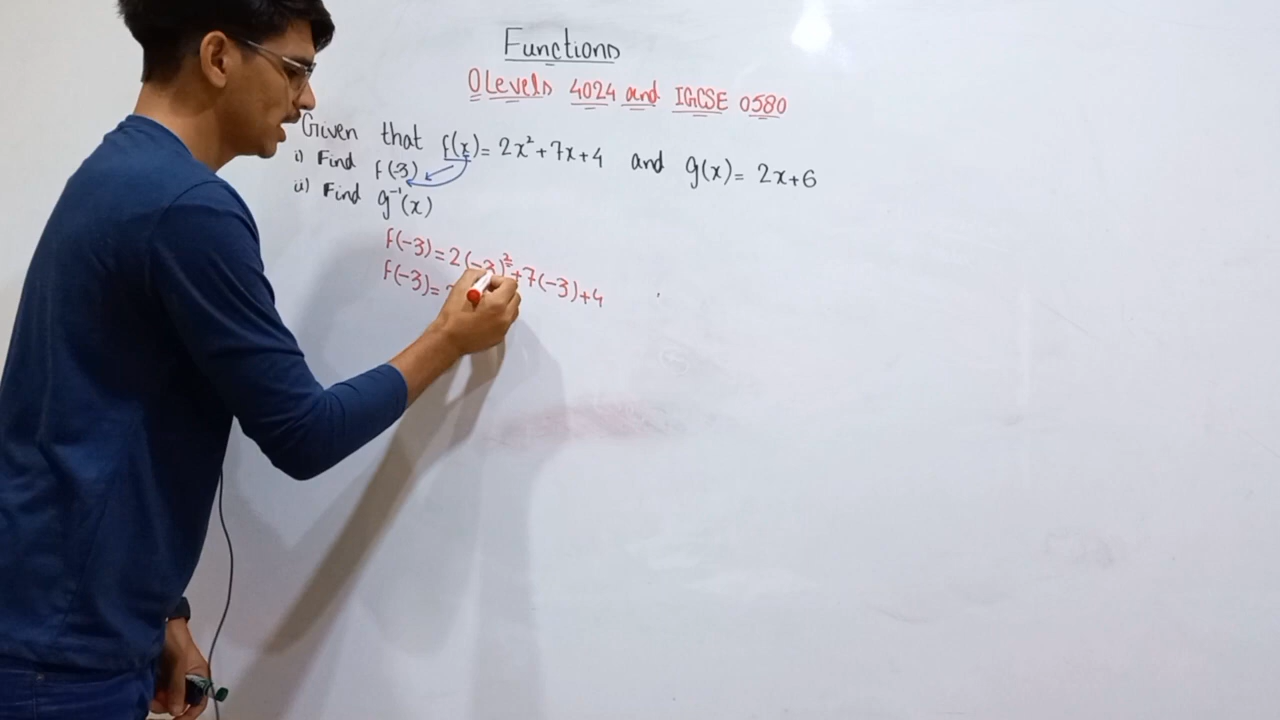 Functions
O Levels 4024 and IGCSE 0580
Given that f(x)= 2x²+7x+4 and g(x)= 2x+6
i) Find f(-3)
ii) Find g⁻¹(x)
f(-3)=2(-3)²+7(-3)+4
f(-3)=